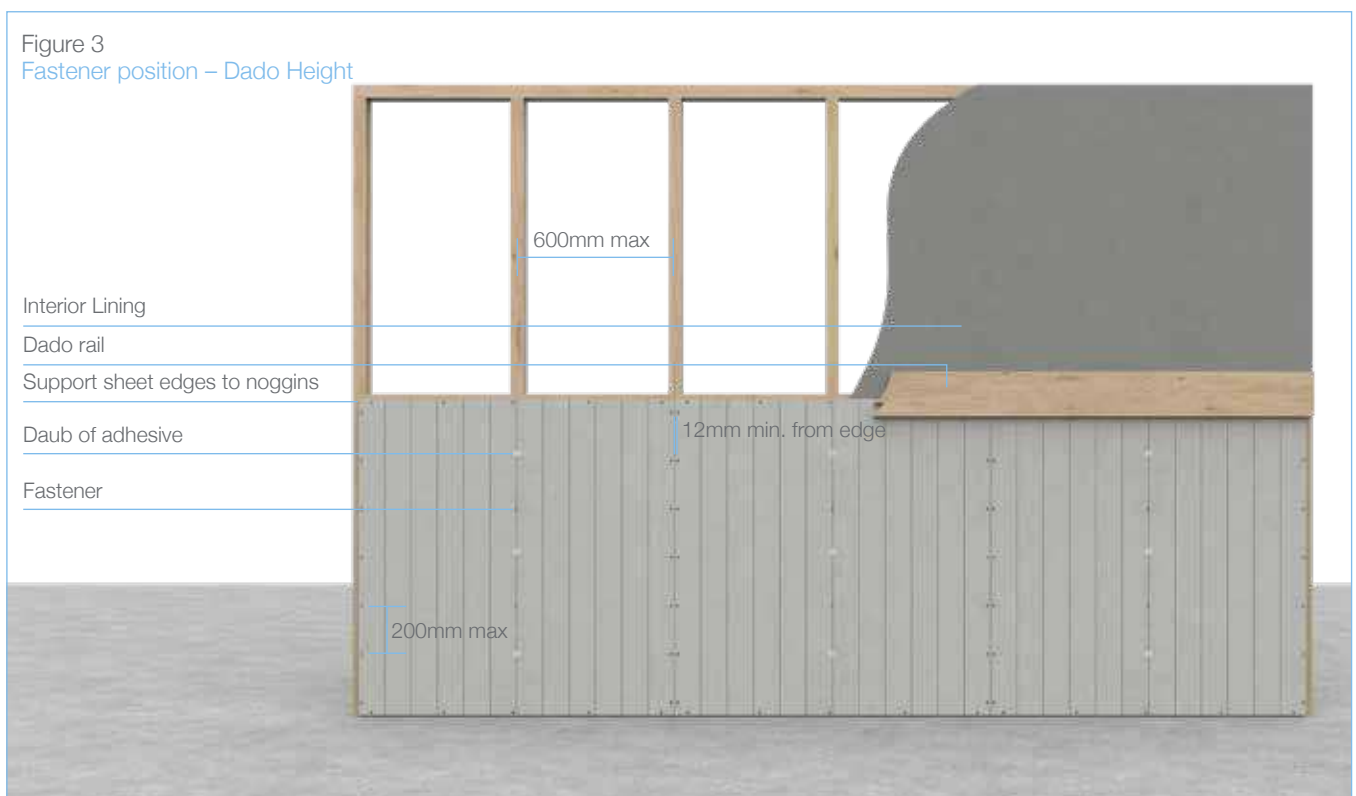 Figure 3
Fastener position – Dado Height
600mm max
Interior Lining
Dado rail
Support sheet edges to noggins
Daub of adhesive
12mm min. from edge
Fastener
200mm max